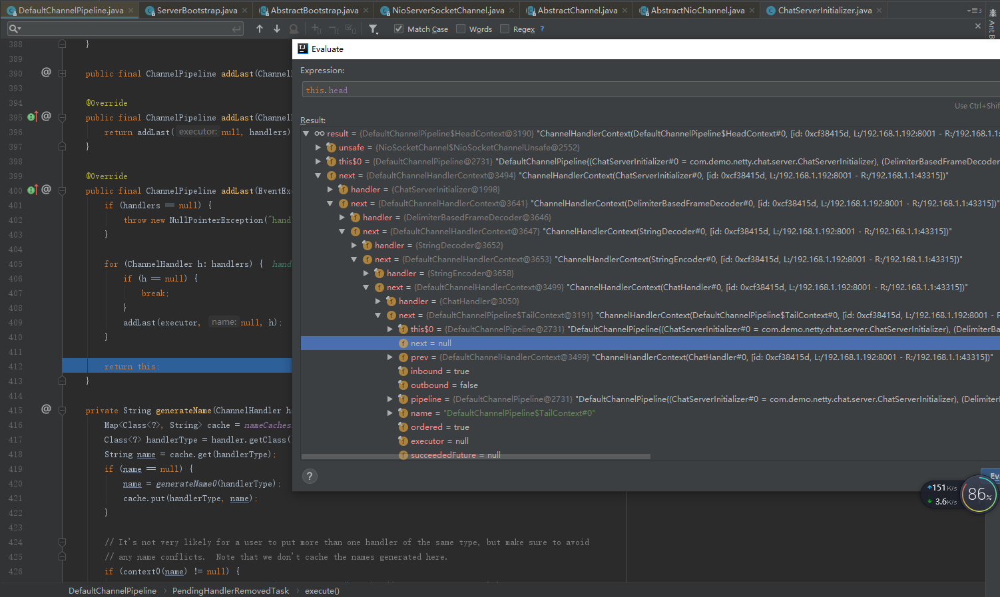 DefaultChannelPipeline.java × ServerBootstrap.java × AbstractBootstrap.java × NioServerSocketChannel.java × AbstractChannel.java × AbstractNioChannel.java × ChatServerInitializer.java × 3
Match Case Words Regex ? ×
Ant B
388 }
389
390 public final ChannelPipeline addLast(Channel
393
394 @Override
395 public final ChannelPipeline addLast(Channel
396 return addLast( executor: null, handlers)
397 }
398
399 @Override
400 public final ChannelPipeline addLast(EventEx
401 if (handlers == null) {
402 throw new NullPointerException("hand
403 }
404
405 for (ChannelHandler h: handlers) { hand
406 if (h == null) {
407 break;
408 }
409 addLast(executor, name: null, h);
410 }
411
412 return this;
413 }
414
415 private String generateName(ChannelHandler h
416 Map<Class<?>, String> cache = nameCaches
417 Class<?> handlerType = handler.getClass(
418 String name = cache.get(handlerType);
419 if (name == null) {
420 name = generateName0(handlerType);
421 cache.put(handlerType, name);
422 }
423
424 // It's not very likely for a user to put more than one handler of the same type, but make sure to avoid
425 // any name conflicts. Note that we don't cache the names generated here.
426 if (context0(name) != null) {
DefaultChannelPipeline › PendingHandlerRemovedTask › execute()
Evaluate
Expression:
this.head
Use Ctrl+Shif
Result:
result = {DefaultChannelPipeline$HeadContext@3190} "ChannelHandlerContext(DefaultChannelPipeline$HeadContext#0, [id: 0xcf38415d, L:/192.168.1.192:8001 - R:/192.168.1.1:
unsafe = {NioSocketChannel$NioSocketChannelUnsafe@2552}
this$0 = {DefaultChannelPipeline@2731} "DefaultChannelPipeline{(ChatServerInitializer#0 = com.demo.netty.chat.server.ChatServerInitializer), (DelimiterBasedFrameDecoder
next = {DefaultChannelHandlerContext@3494} "ChannelHandlerContext(ChatServerInitializer#0, [id: 0xcf38415d, L:/192.168.1.192:8001 - R:/192.168.1.1:43315])"
handler = {ChatServerInitializer@1998}
next = {DefaultChannelHandlerContext@3641} "ChannelHandlerContext(DelimiterBasedFrameDecoder#0, [id: 0xcf38415d, L:/192.168.1.192:8001 - R:/192.168.1.1:43315])"
handler = {DelimiterBasedFrameDecoder@3646}
next = {DefaultChannelHandlerContext@3647} "ChannelHandlerContext(StringDecoder#0, [id: 0xcf38415d, L:/192.168.1.192:8001 - R:/192.168.1.1:43315])"
handler = {StringDecoder@3652}
next = {DefaultChannelHandlerContext@3653} "ChannelHandlerContext(StringEncoder#0, [id: 0xcf38415d, L:/192.168.1.192:8001 - R:/192.168.1.1:43315])"
handler = {StringEncoder@3658}
next = {DefaultChannelHandlerContext@3499} "ChannelHandlerContext(ChatHandler#0, [id: 0xcf38415d, L:/192.168.1.192:8001 - R:/192.168.1.1:43315])"
handler = {ChatHandler@3050}
next = {DefaultChannelPipeline$TailContext@3191} "ChannelHandlerContext(DefaultChannelPipeline$TailContext#0, [id: 0xcf38415d, L:/192.168.1.192:8001 - R
this$0 = {DefaultChannelPipeline@2731} "DefaultChannelPipeline{(ChatServerInitializer#0 = com.demo.netty.chat.server.ChatServerInitializer), (DelimiterBa
next = null
prev = {DefaultChannelHandlerContext@3499} "ChannelHandlerContext(ChatHandler#0, [id: 0xcf38415d, L:/192.168.1.192:8001 - R:/192.168.1.1:43315])"
inbound = true
outbound = false
pipeline = {DefaultChannelPipeline@2731} "DefaultChannelPipeline{(ChatServerInitializer#0 = com.demo.netty.chat.server.ChatServerInitializer), (Delimit
name = "DefaultChannelPipeline$TailContext#0"
ordered = true
executor = null
succeededFuture = null
?
Ev
151 K/s
3.6 K/s
86%